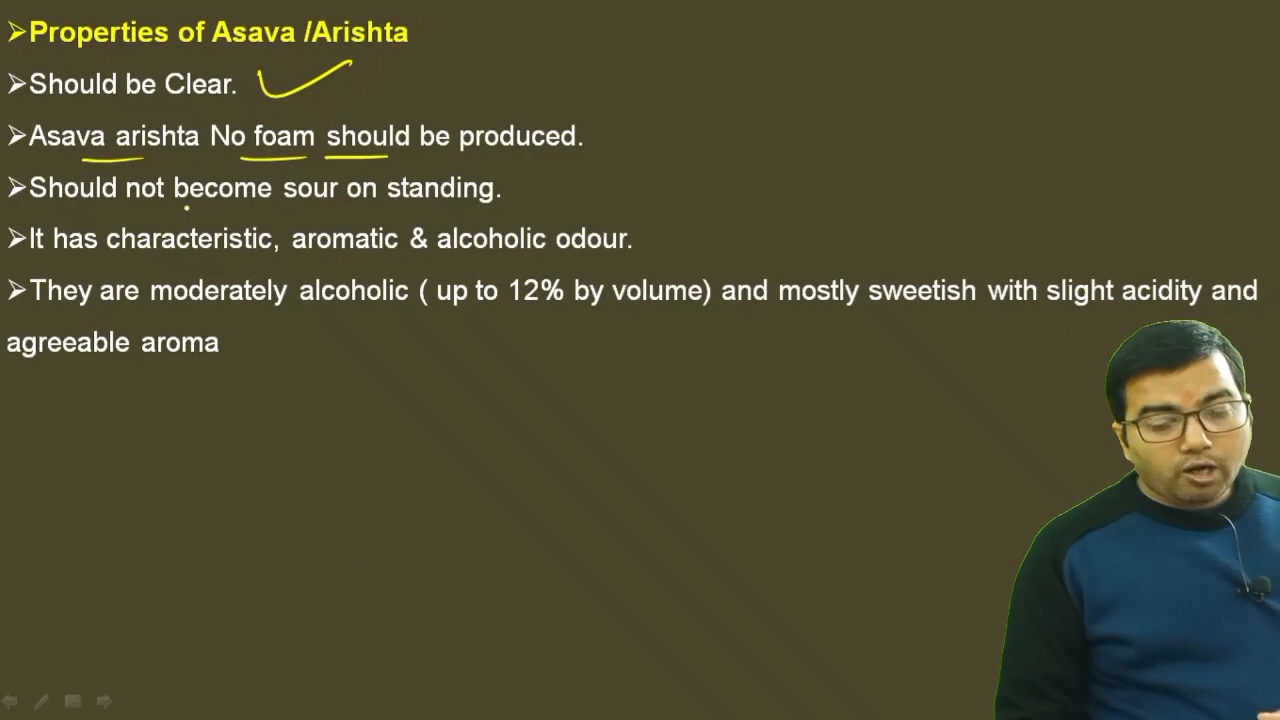 ➢Properties of Asava /Arishta
➢Should be Clear.
➢Asava arishta No foam should be produced.
➢Should not become sour on standing.
➢It has characteristic, aromatic & alcoholic odour.
➢They are moderately alcoholic ( up to 12% by volume) and mostly sweetish with slight acidity and
agreeable aroma